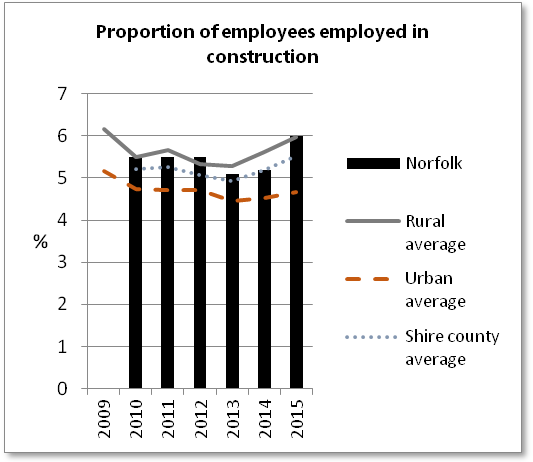 Proportion of employees employed in
construction
7
6
5
4
3
2
1
0
%
2009
2010
2011
2012
2013
2014
2015
Norfolk
Rural
average
Urban
average
Shire county
average